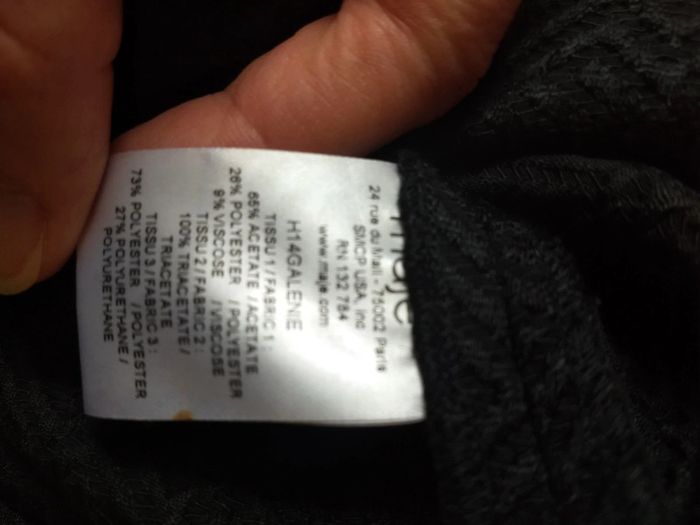 maje
24 rue du Mail - 75002 Paris
SMCP USA, Inc
RN 132 784
www.maje.com
H14GALENIE
TISSU 1 / FABRIC 1 :
65% ACETATE / ACETATE
26% POLYESTER / POLYESTER
9% VISCOSE / VISCOSE
TISSU 2 / FABRIC 2 :
100% TRIACETATE /
TRIACETATE
TISSU 3 / FABRIC 3 :
73% POLYESTER / POLYESTER
27% POLYURETHANE /
POLYURETHANE